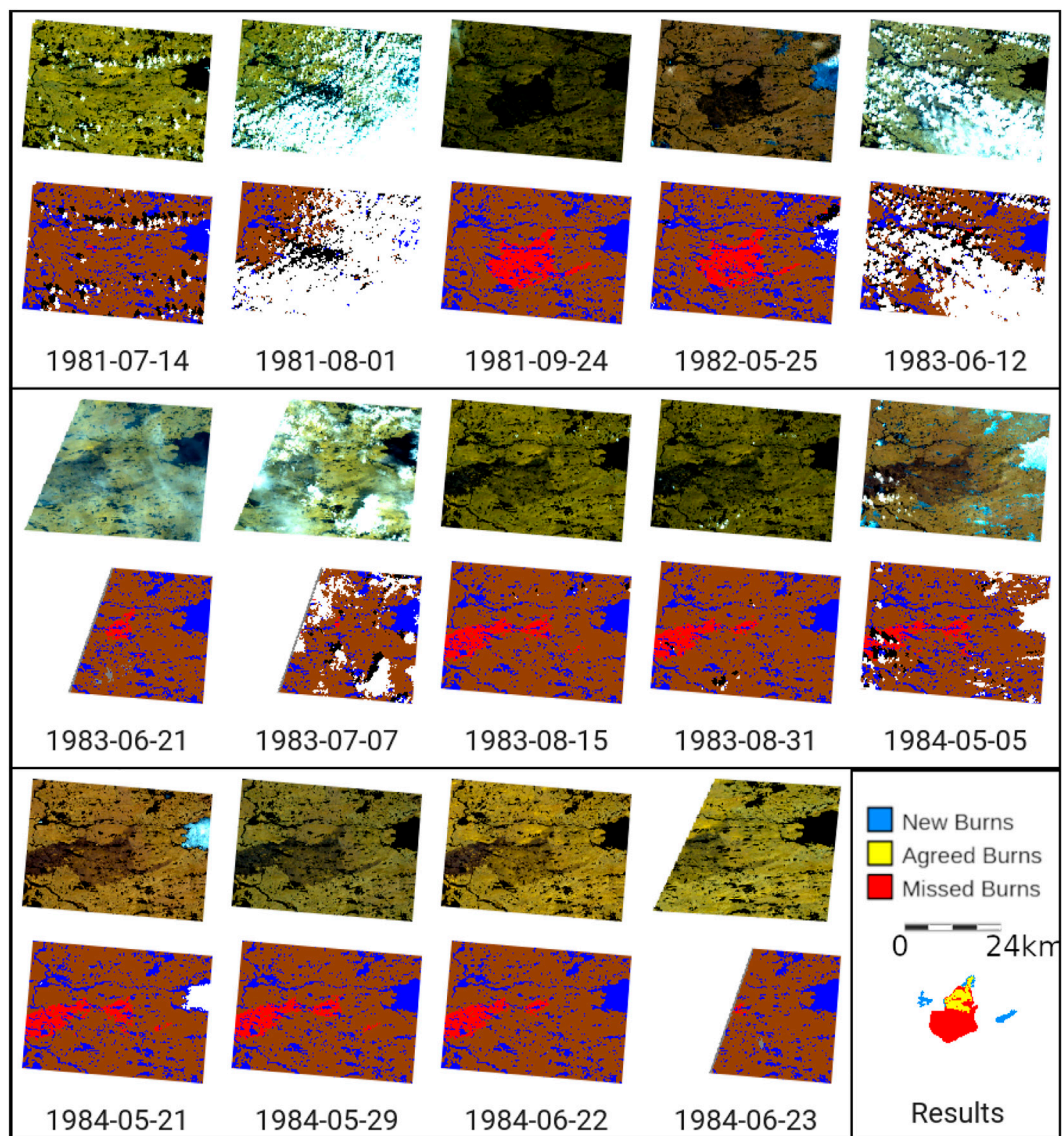 1981-07-14 1981-08-01 1981-09-24 1982-05-25 1983-06-12
1983-06-21 1983-07-07 1983-08-15 1983-08-31 1984-05-05
New Burns
Agreed Burns
Missed Burns
0 24km
1984-05-21 1984-05-29 1984-06-22 1984-06-23 Results